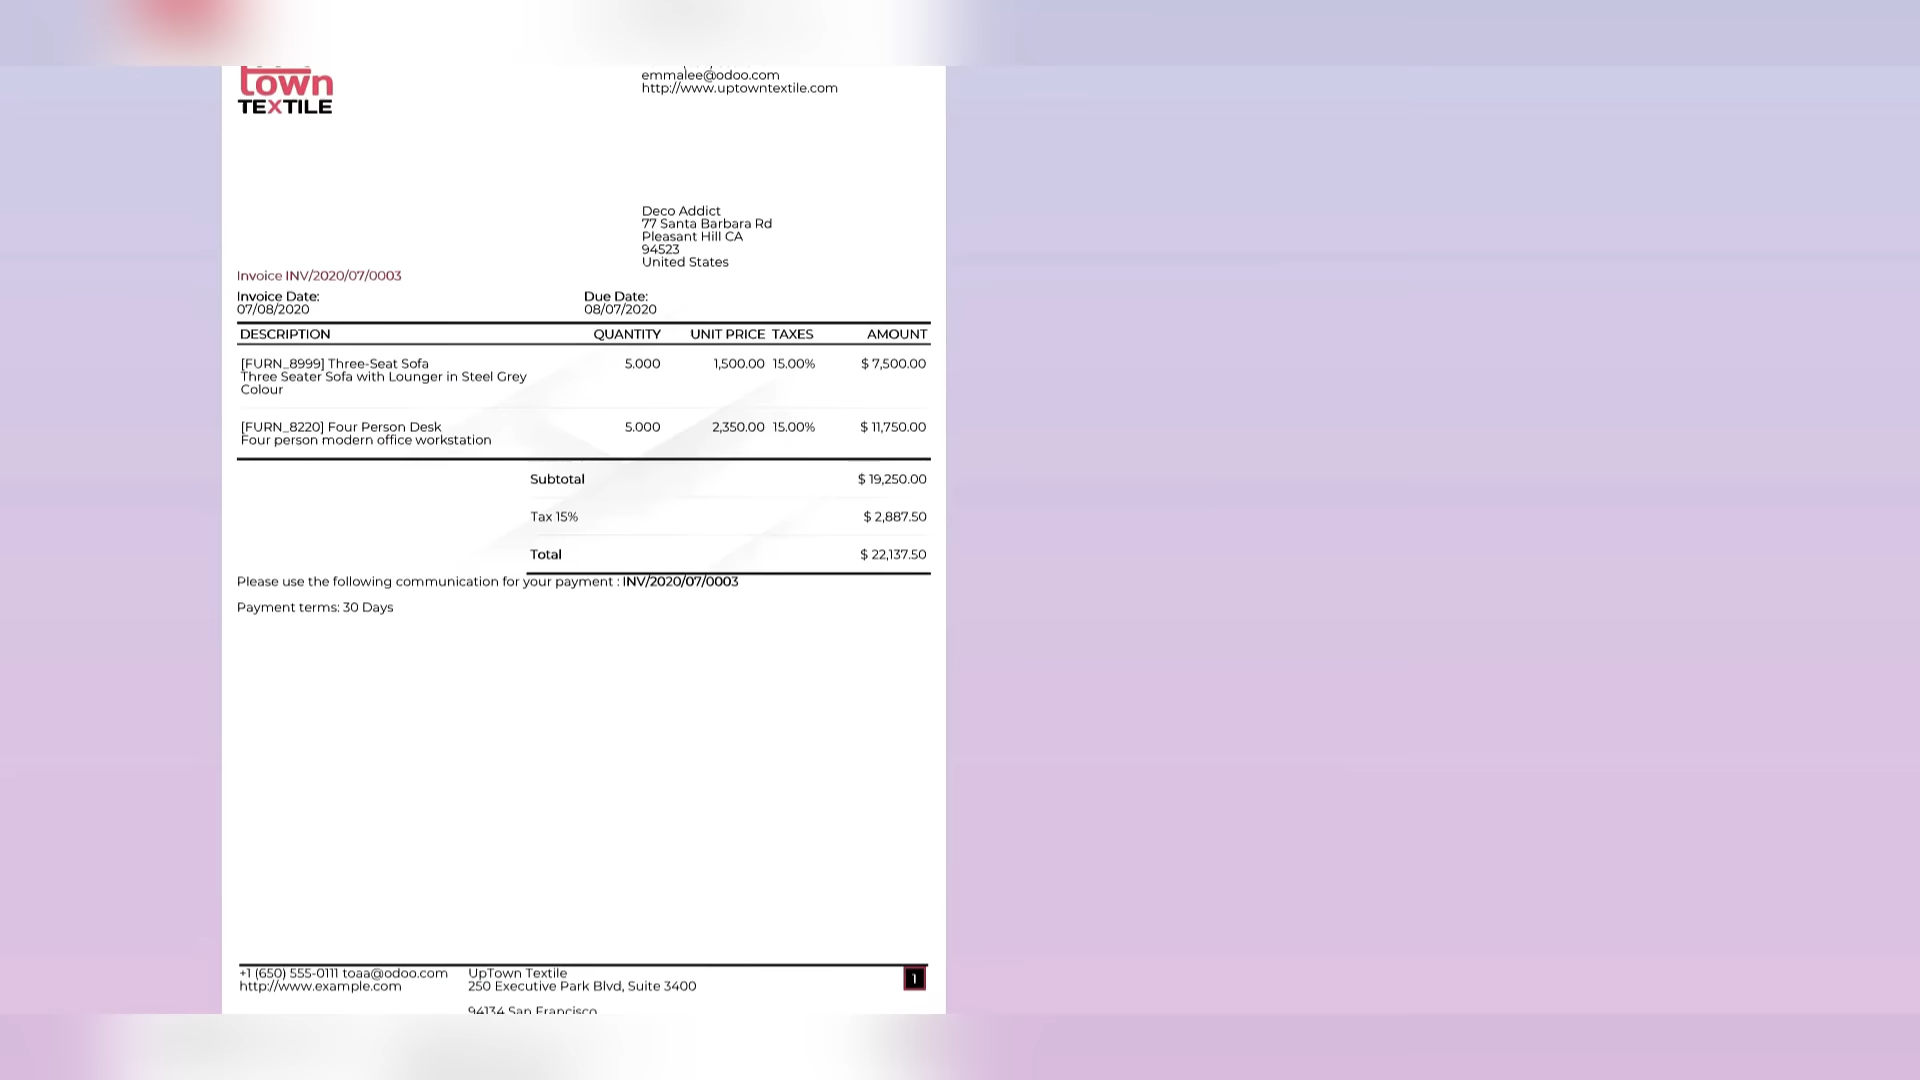 town
TEXTILE
emmalee@odoo.com
http://www.uptowntextile.com
Deco Addict
77 Santa Barbara Rd
Pleasant Hill CA
94523
United States
Invoice INV/2020/07/0003
Invoice Date: Due Date:
07/08/2020 08/07/2020
DESCRIPTION QUANTITY UNIT PRICE TAXES AMOUNT
[FURN_8999] Three-Seat Sofa 5.000 1,500.00 15.00% $ 7,500.00
Three Seater Sofa with Lounger in Steel Grey
Colour
[FURN_8220] Four Person Desk 5.000 2,350.00 15.00% $ 11,750.00
Four person modern office workstation
Subtotal $ 19,250.00
Tax 15% $ 2,887.50
Total $ 22,137.50
Please use the following communication for your payment : INV/2020/07/0003
Payment terms: 30 Days
+1 (650) 555-0111 toaa@odoo.com UpTown Textile 1
http://www.example.com 250 Executive Park Blvd, Suite 3400
94134 San Francisco